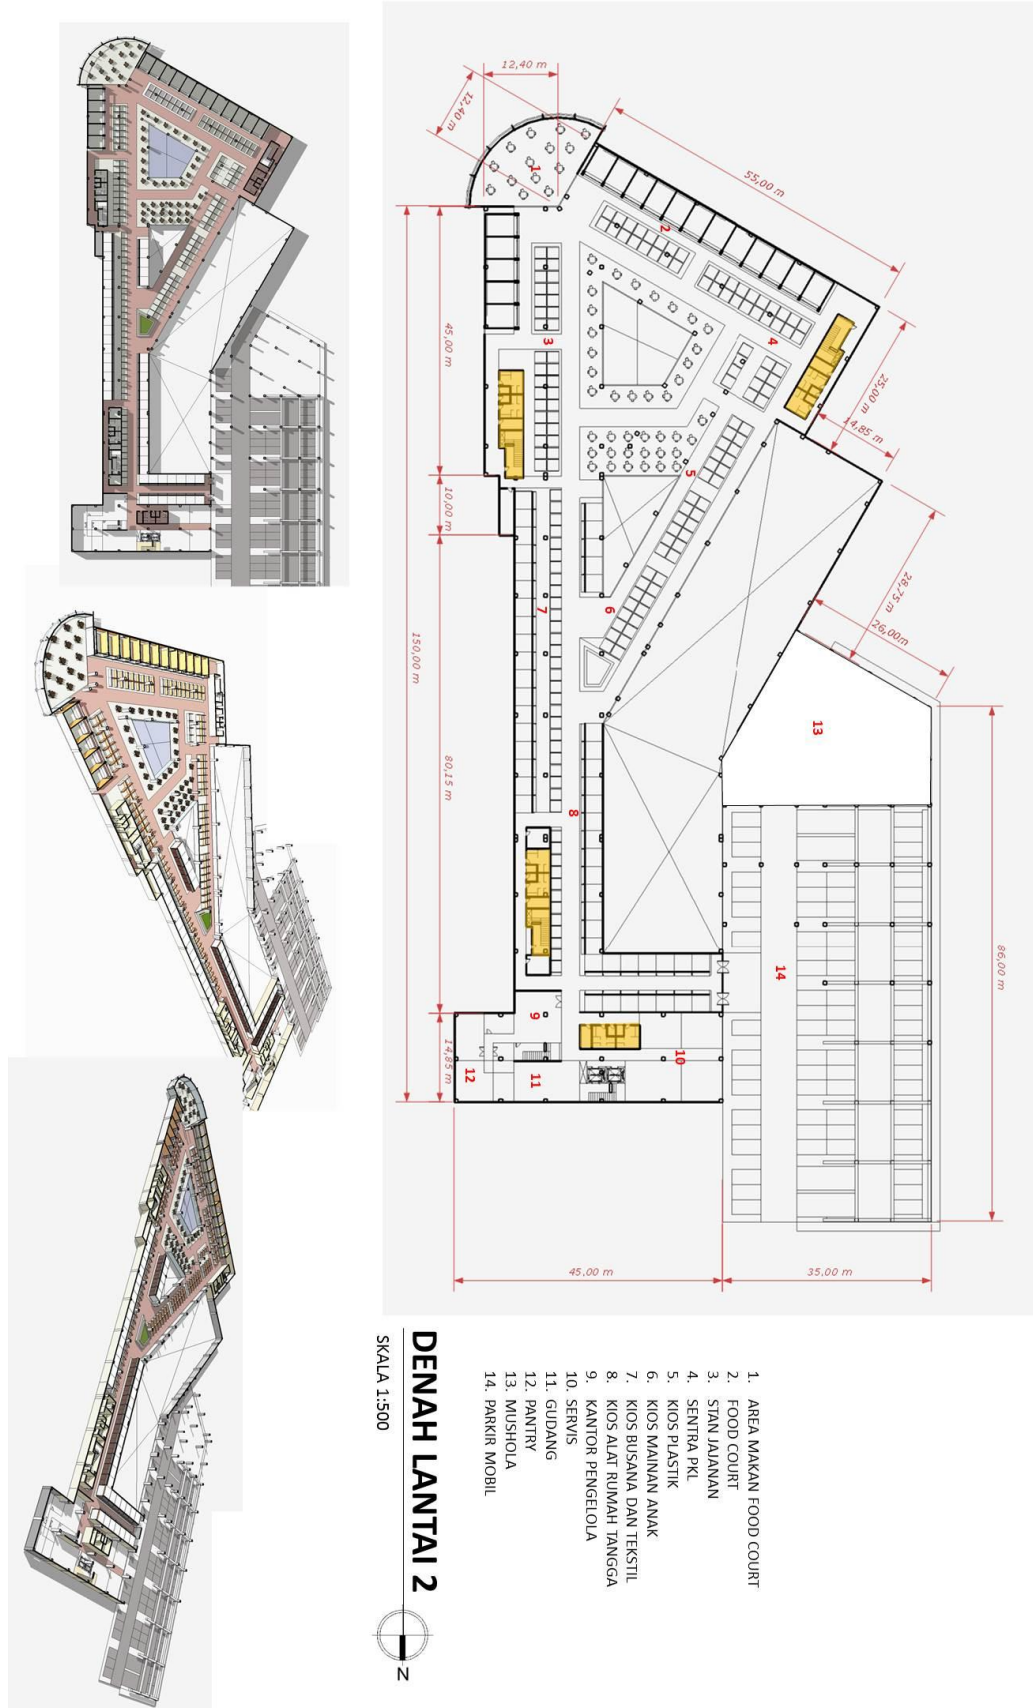 12,40 m
12,40 m
55,00 m
25,00 m
14,85 m
28,75 m
26,00m
86,00 m
45,00 m
10,00 m
150,00 m
80,15 m
14,85 m
45,00 m
35,00 m
1
2
3
4
5
6
7
8
9
10
11
12
13
14
1. AREA MAKAN FOOD COURT
2. FOOD COURT
3. STAN JAJANAN
4. SENTRA PKL
5. KIOS PLASTIK
6. KIOS MAINAN ANAK
7. KIOS BUSANA DAN TEKSTIL
8. KIOS ALAT RUMAH TANGGA
9. KANTOR PENGELOLA
10. SERVIS
11. GUDANG
12. PANTRY
13. MUSHOLA
14. PARKIR MOBIL
DENAH LANTAI 2
SKALA 1:500
N